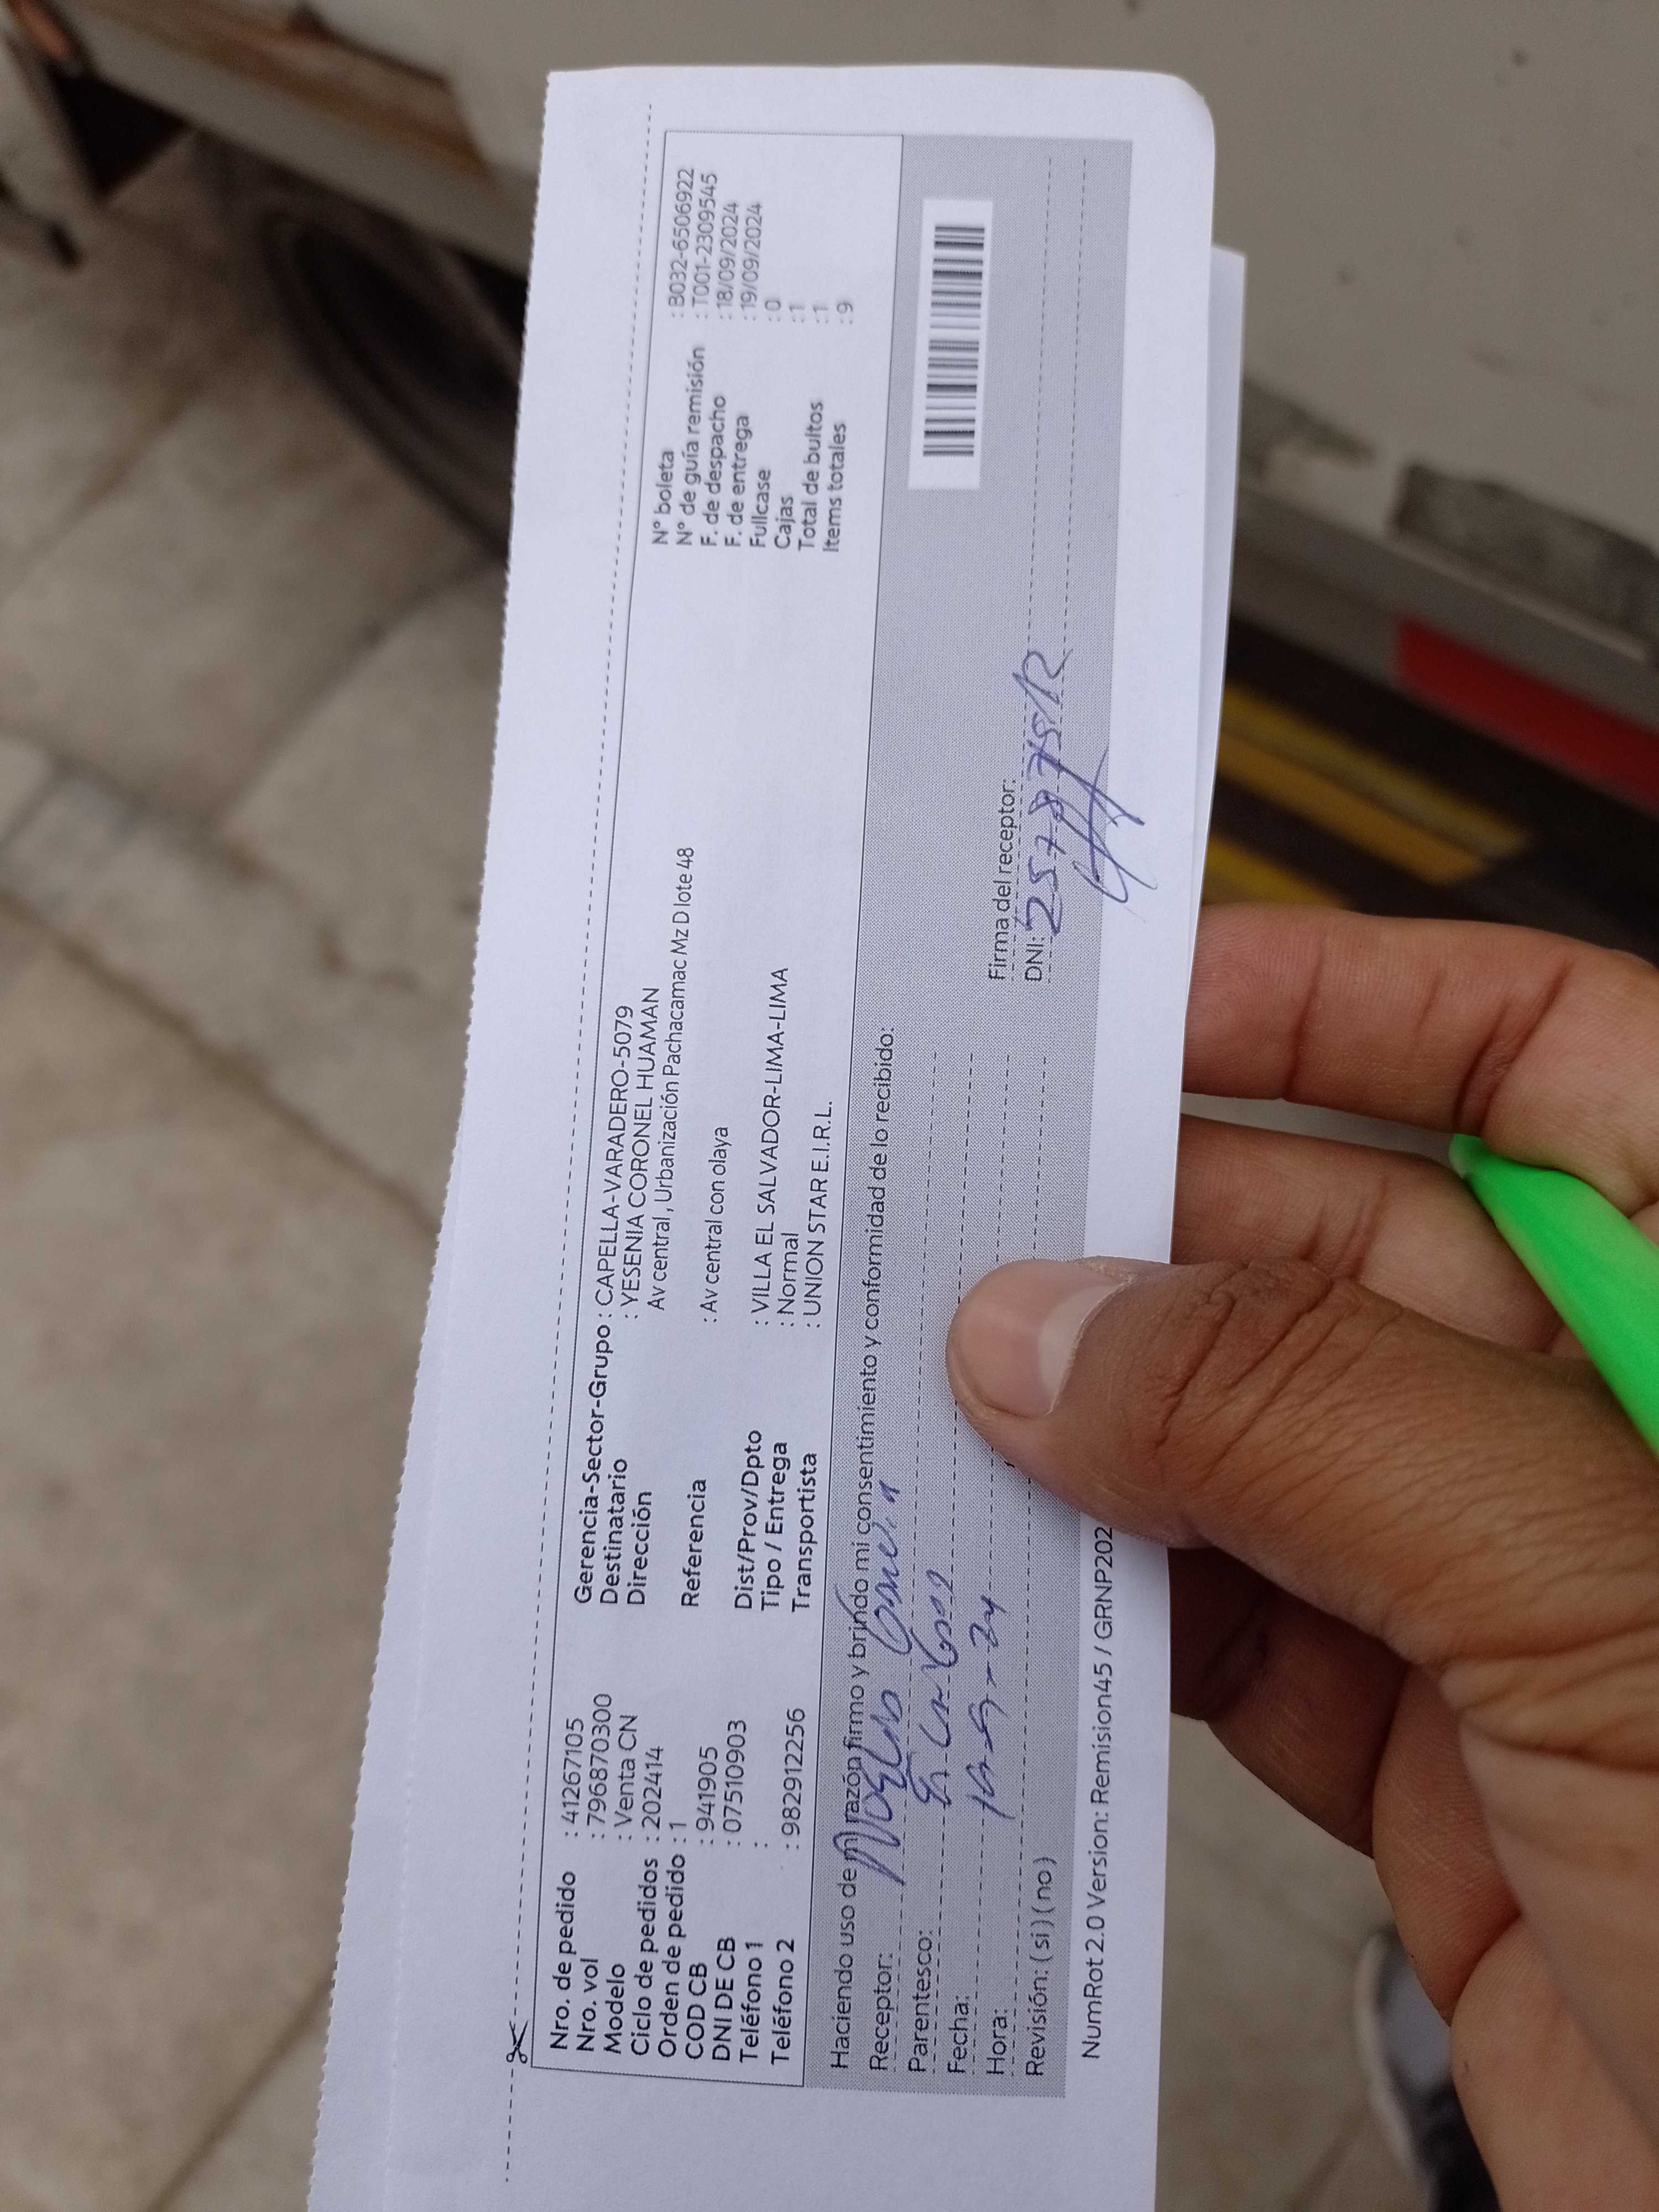 Nro. de pedido : 41267105
Nro. vol : 7968870300
Modelo : Venta CN
Ciclo de pedidos : 202414
Orden de pedido : 1
COD CB : 941905
DNI DE CB : 07510903
Teléfono 1 :
Teléfono 2 : 982912256
Gerencia-Sector-Grupo : CAPELLA-VARADERO-5079
Destinatario : YESENIA CORONEL HUAMAN
Dirección Av central, Urbanización Pachacamac Mz D lote 48
Referencia : Av central con olaya
Dist/Prov/Dpto : VILLA EL SALVADOR-LIMA-LIMA
Tipo / Entrega : Normal
Transportista : UNION STAR E.I.R.L.
N° boleta : B032-6506922
N° de guía remisión : T001-2309545
F. de despacho : 18/09/2024
F. de entrega : 19/09/2024
Fullcase : 0
Cajas : 1
Total de bultos : 1
Items totales : 9
Haciendo uso de mi razón firmo y brindo mi consentimiento y conformidad de lo recibido:
Receptor:
Parentesco:
Fecha:
Hora:
Revisión: ( si ) ( no )
Firma del receptor:
DNI:
NumRot 2.0 Version: Remision45 / GRNP202